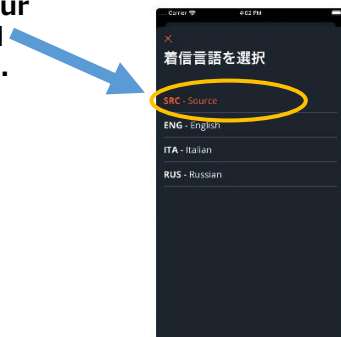 ur
.
Carrier 4:02 PM
×
着信言語を選択
SRC - Source
ENG - English
ITA - Italian
RUS - Russian